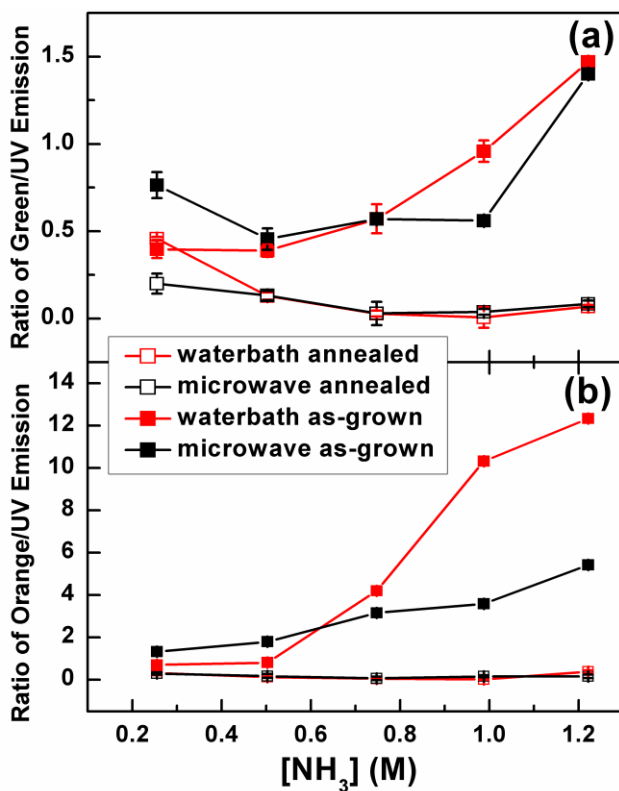 (a)
Ratio of Green/UV Emission
1.5
1.0
0.5
0.0
waterbath annealed
microwave annealed
waterbath as-grown
microwave as-grown
(b)
Ratio of Orange/UV Emission
14
12
10
8
6
4
2
0
0.2 0.4 0.6 0.8 1.0 1.2
[NH₃] (M)